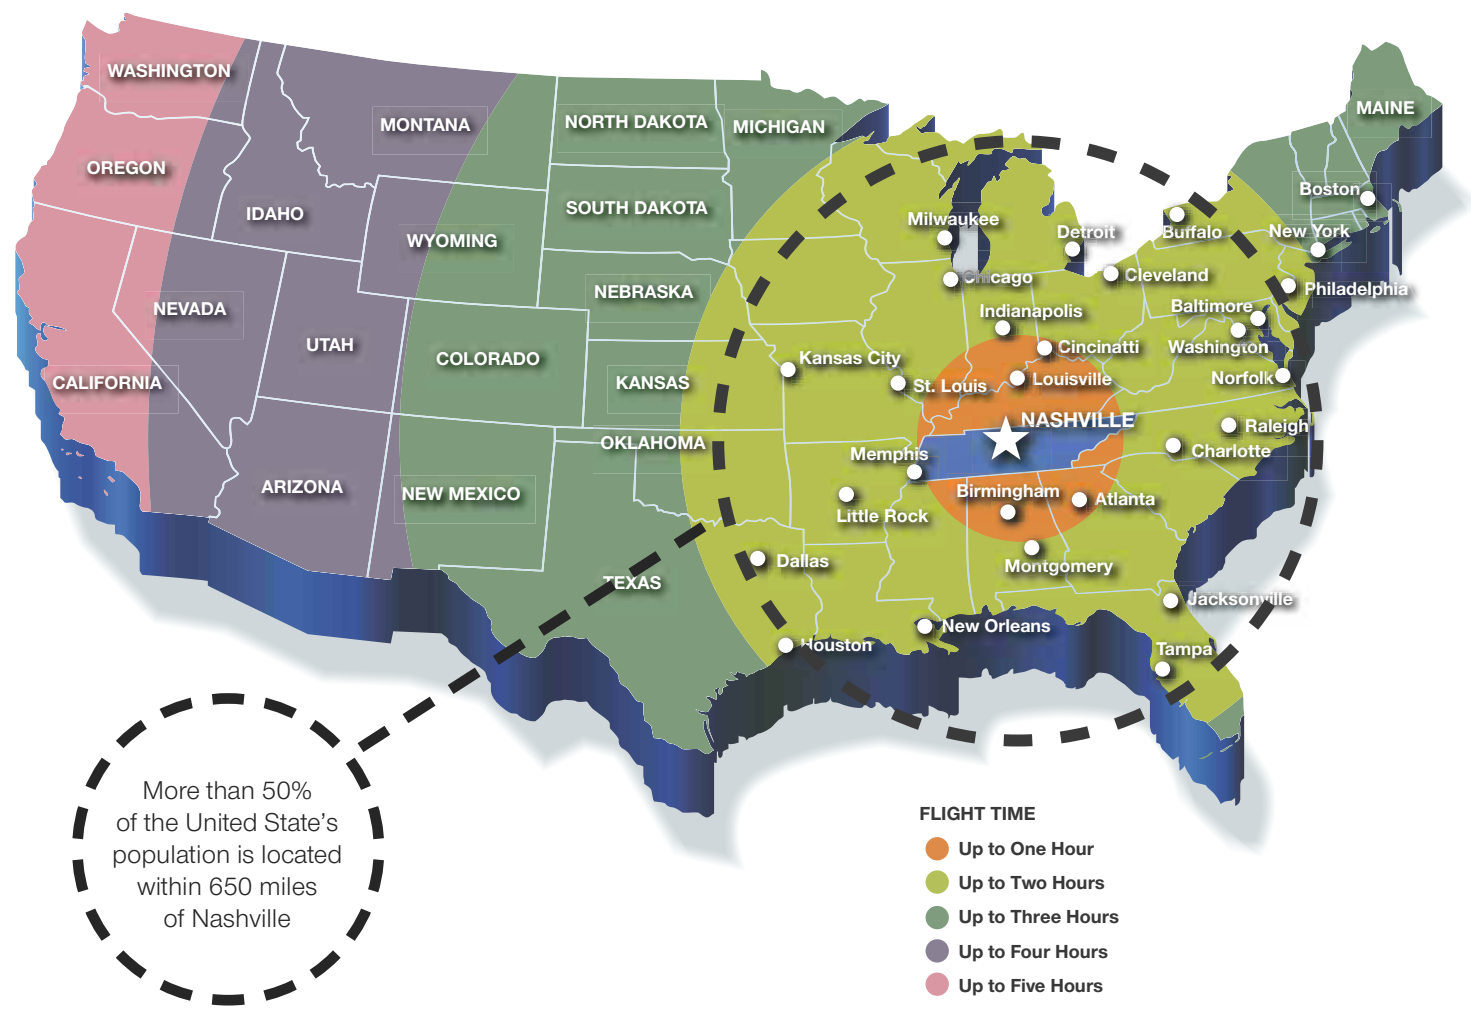 WASHINGTON
MONTANA
NORTH DAKOTA
MICHIGAN
MAINE
OREGON
IDAHO
SOUTH DAKOTA
WYOMING
Milwaukee
Detroit
Buffalo
Boston
New York
NEVADA
NEBRASKA
Chicago
Cleveland
Philadelphia
UTAH
COLORADO
Indianapolis
Baltimore
Cincinatti
Washington
CALIFORNIA
KANSAS
Kansas City
St. Louis
Louisville
Norfolk
OKLAHOMA
NASHVILLE
Raleigh
Memphis
Charlotte
ARIZONA
NEW MEXICO
Birmingham
Atlanta
Little Rock
TEXAS
Dallas
Montgomery
Jacksonville
New Orleans
Houston
Tampa
More than 50%
of the United State's
population is located
within 650 miles
of Nashville
FLIGHT TIME
Up to One Hour
Up to Two Hours
Up to Three Hours
Up to Four Hours
Up to Five Hours